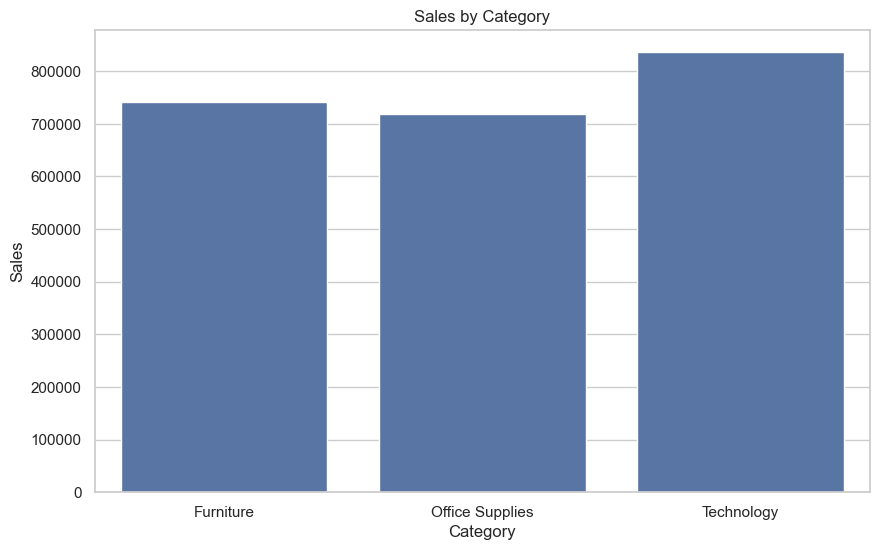 Sales by Category
800000
700000
600000
500000
400000
300000
200000
100000
0
Sales
Furniture
Office Supplies
Technology
Category